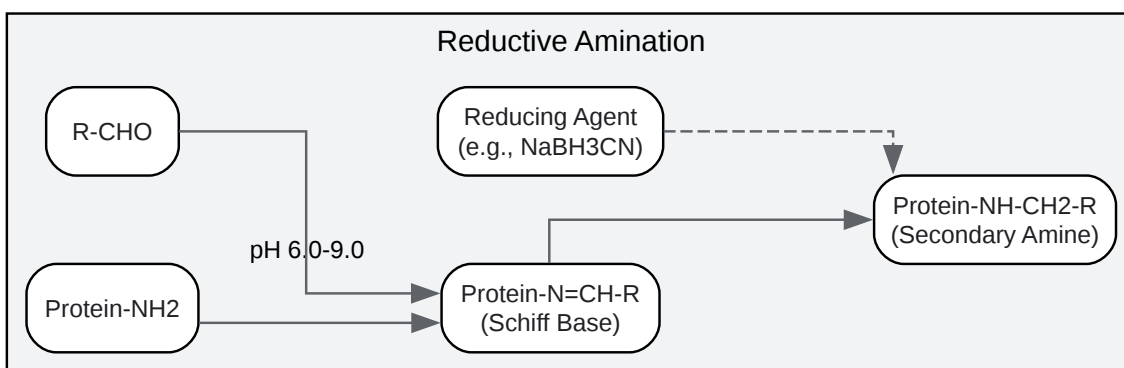 Reductive Amination
R-CHO
Reducing Agent
(e.g., NaBH3CN)
Protein-NH-CH2-R
(Secondary Amine)
pH 6.0-9.0
Protein-NH2
Protein-N=CH-R
(Schiff Base)